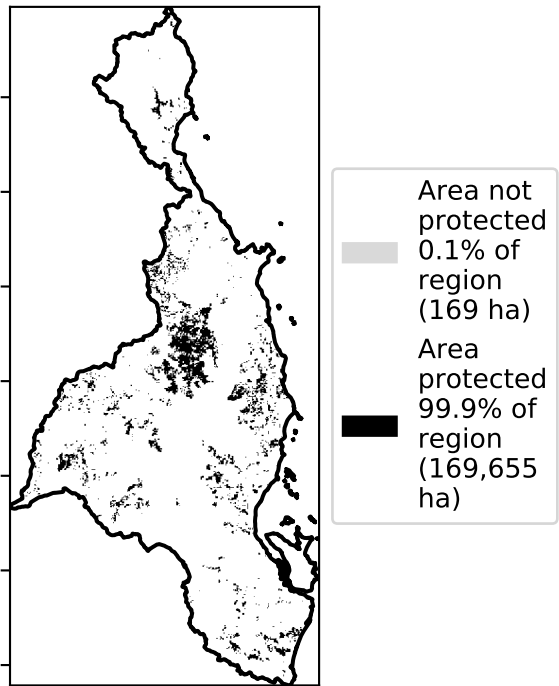 Area not
protected
0.1% of
region
(169 ha)
Area
protected
99.9% of
region
(169,655
ha)